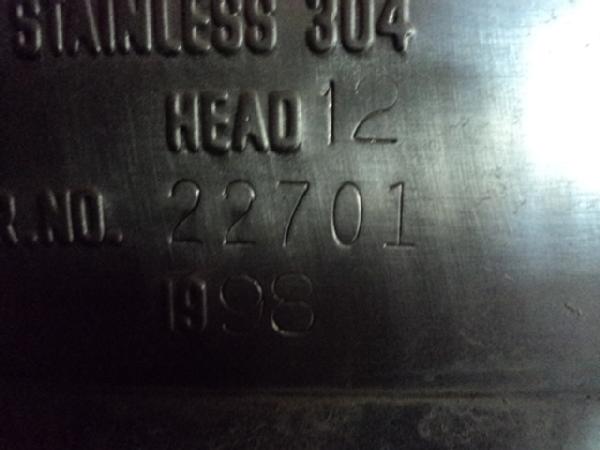 STAINLESS 304
HEAD 12
R.NO. 22701
1998